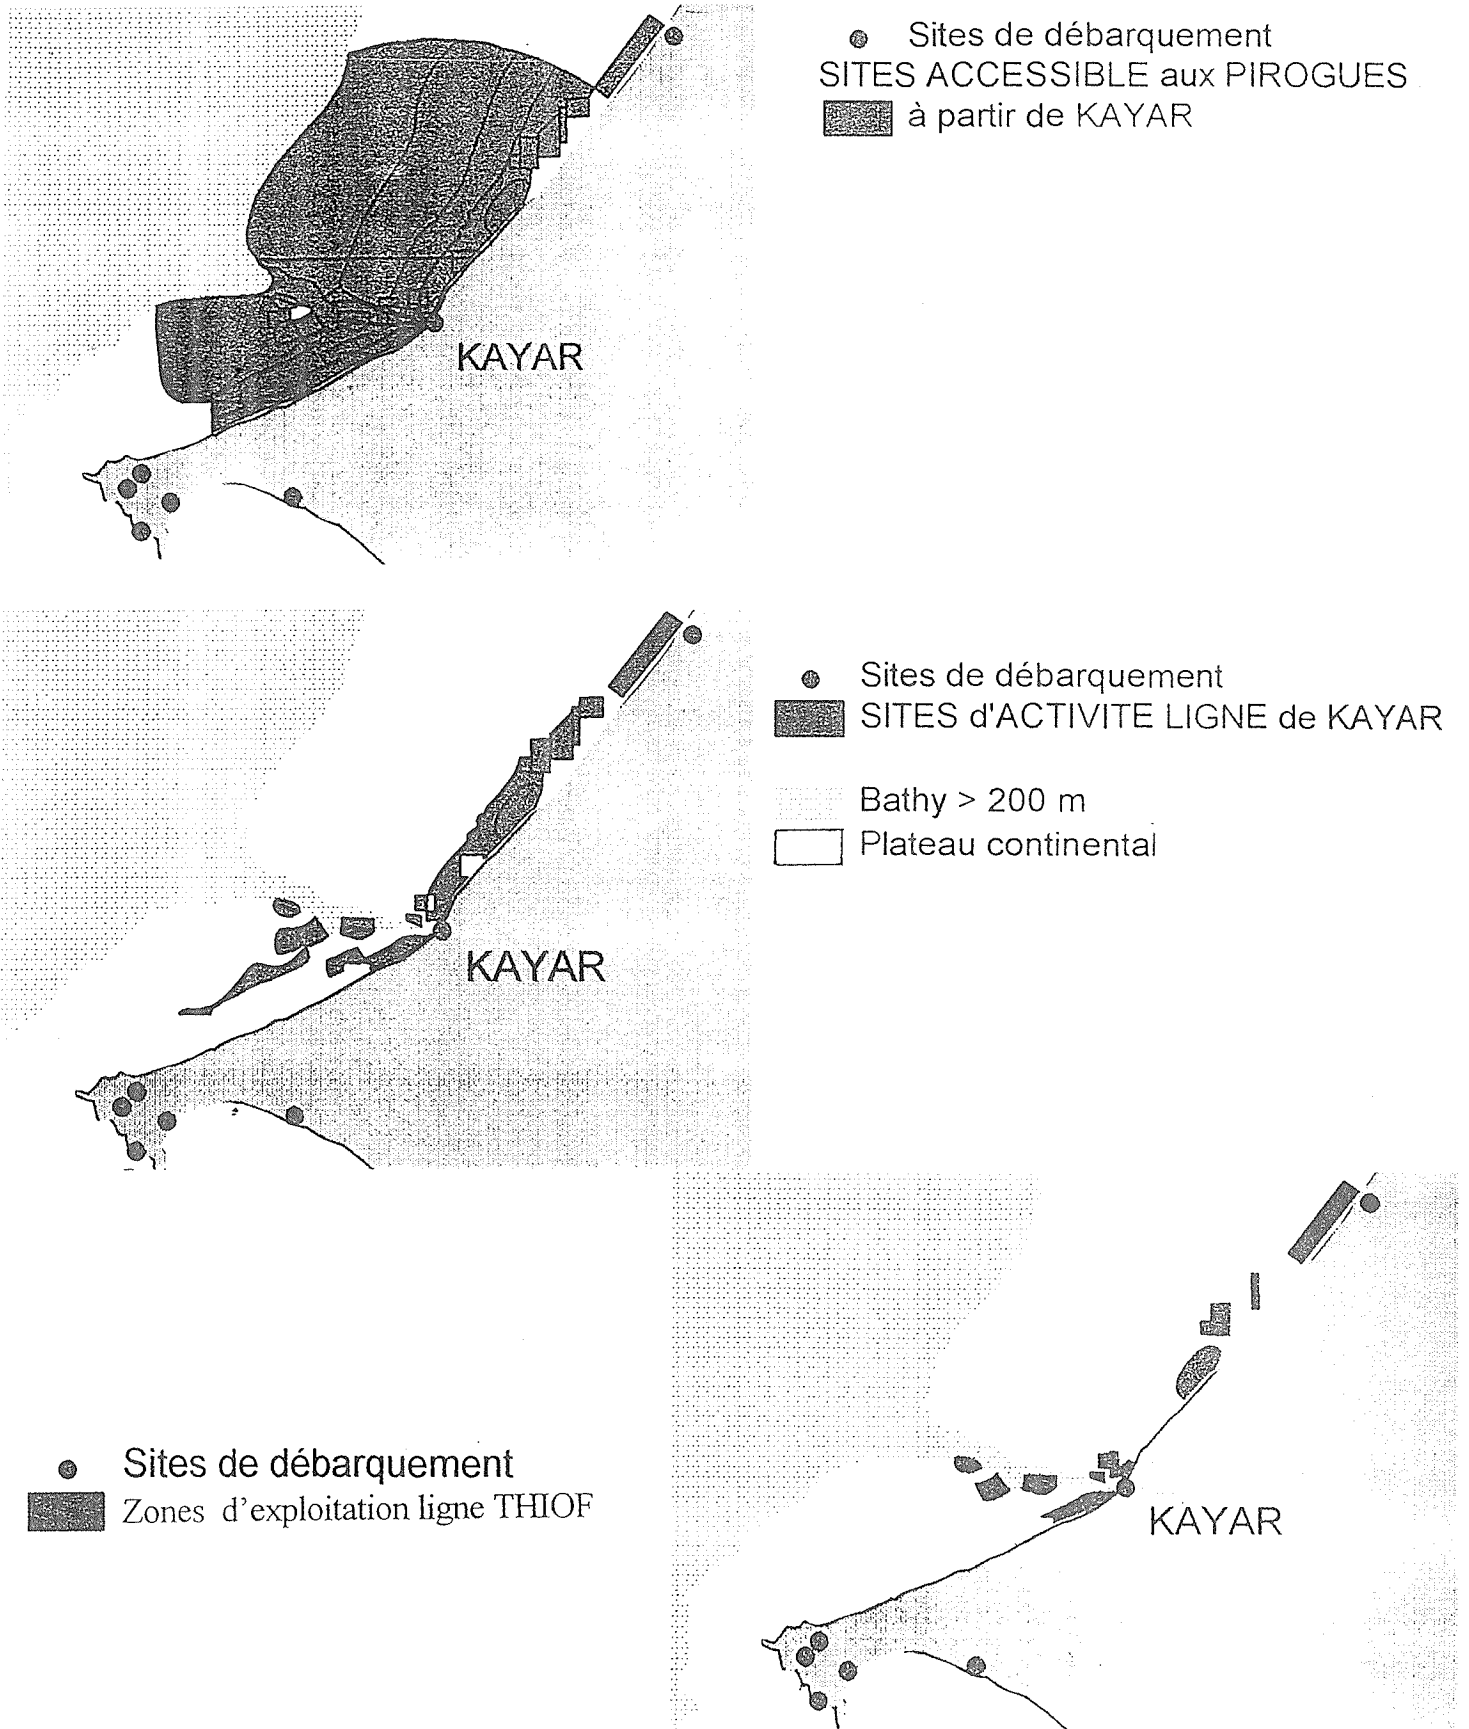 Sites de débarquement
SITES ACCESSIBLE aux PIROGUES
à partir de KAYAR
KAYAR
Sites de débarquement
SITES d'ACTIVITE LIGNE de KAYAR
Bathy > 200 m
Plateau continental
KAYAR
Sites de débarquement
Zones d'exploitation ligne THIOF
KAYAR